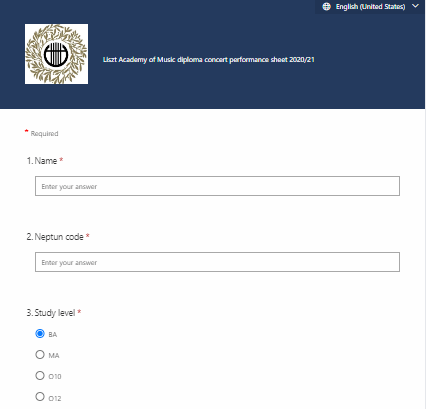 English (United States)
Liszt Academy of Music diploma concert performance sheet 2020/21
* Required
1. Name *
Enter your answer
2. Neptun code *
Enter your answer
3. Study level *
BA
MA
O10
O12